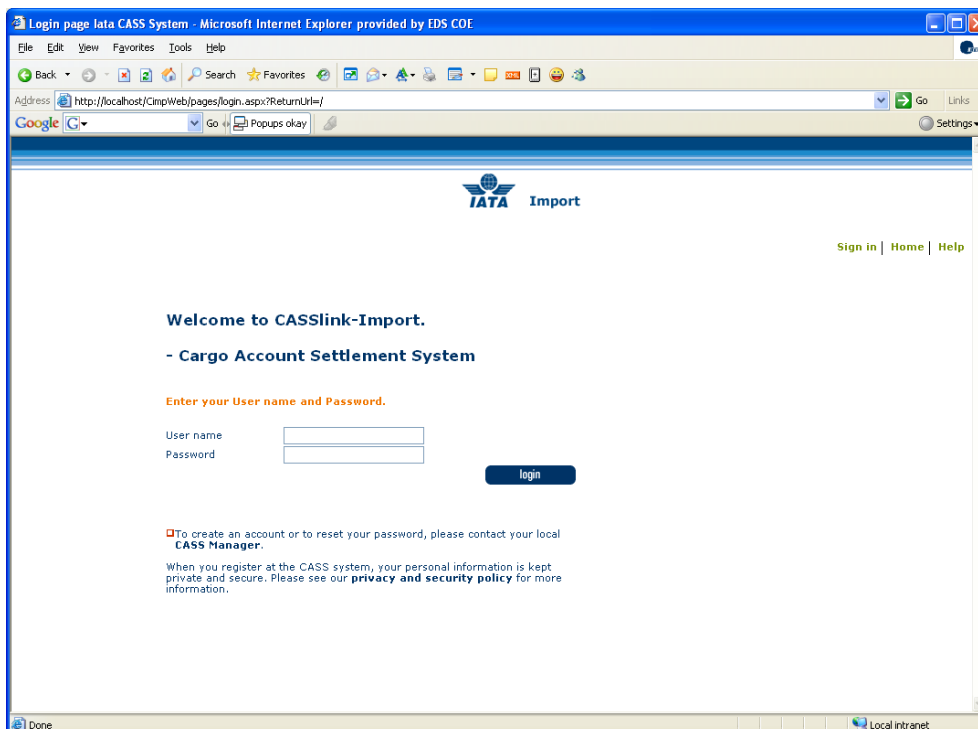 Login page Iata CASS System - Microsoft Internet Explorer provided by EDS COE
File Edit View Favorites Tools Help
Back Search Favorites
Address http://localhost/CimpWeb/pages/login.aspx?ReturnUrl=/ Go Links
Google G Go Popups okay Settings
IATA Import
Sign in | Home | Help
Welcome to CASSlink-Import.
- Cargo Account Settlement System
Enter your User name and Password.
User name
Password
login
To create an account or to reset your password, please contact your local
CASS Manager.
When you register at the CASS system, your personal information is kept
private and secure. Please see our privacy and security policy for more
information.
Done Local intranet